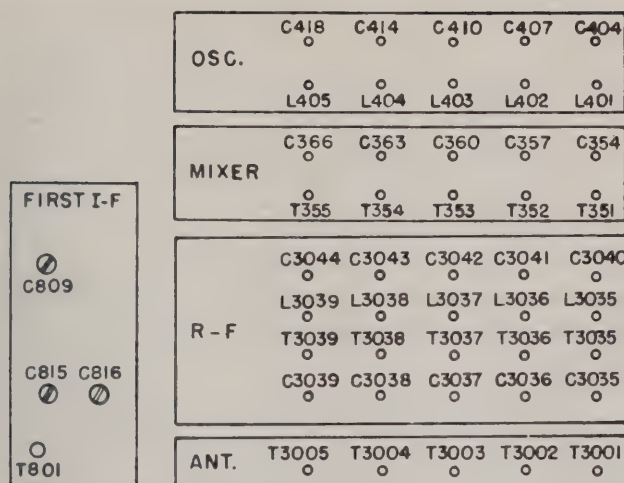 C418 C414 C410 C407 C404
OSC.
L405 L404 L403 L402 L401
C366 C363 C360 C357 C354
MIXER
T355 T354 T353 T352 T351
FIRST I-F
C809
C815 C816
T801
C3044 C3043 C3042 C3041 C3040
L3039 L3038 L3037 L3036 L3035
R-F
T3039 T3038 T3037 T3036 T3035
C3039 C3038 C3037 C3036 C3035
ANT.
T3005 T3004 T3003 T3002 T3001